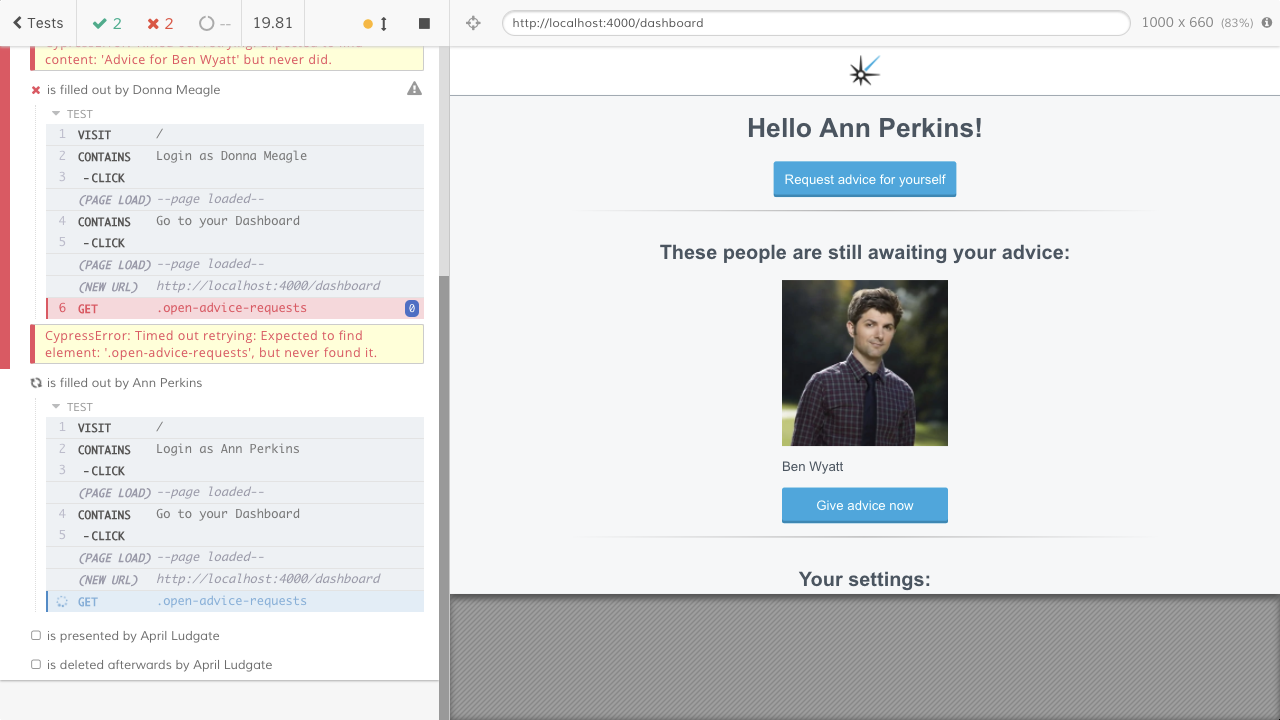 Tests
2
2
--
19.81
http://localhost:4000/dashboard
1000 x 660 (83%)
content: 'Advice for Ben Wyatt' but never did.
is filled out by Donna Meagle
TEST
1 VISIT /
2 CONTAINS Login as Donna Meagle
3 -CLICK
(PAGE LOAD) --page loaded--
4 CONTAINS Go to your Dashboard
5 -CLICK
(PAGE LOAD) --page loaded--
(NEW URL) http://localhost:4000/dashboard
6 GET .open-advice-requests 0
CypressError: Timed out retrying: Expected to find
element: '.open-advice-requests', but never found it.
is filled out by Ann Perkins
TEST
1 VISIT /
2 CONTAINS Login as Ann Perkins
3 -CLICK
(PAGE LOAD) --page loaded--
4 CONTAINS Go to your Dashboard
5 -CLICK
(PAGE LOAD) --page loaded--
(NEW URL) http://localhost:4000/dashboard
GET .open-advice-requests
is presented by April Ludgate
is deleted afterwards by April Ludgate
Hello Ann Perkins!
Request advice for yourself
These people are still awaiting your advice:
Ben Wyatt
Give advice now
Your settings: